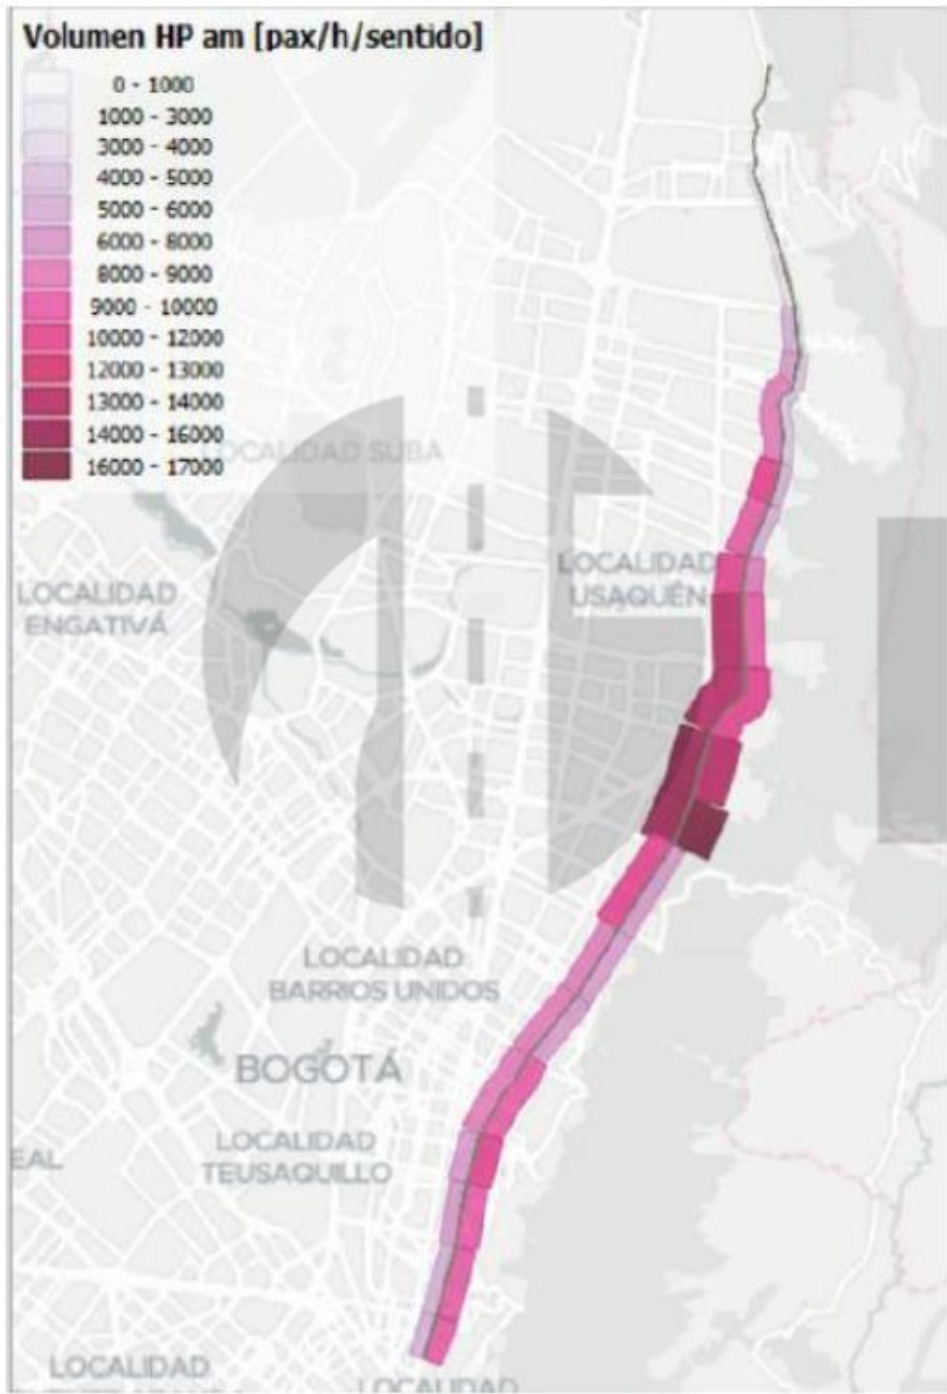 Volumen HP am [pax/h/sentido]
0 - 1000
1000 - 3000
3000 - 4000
4000 - 5000
5000 - 6000
6000 - 8000
8000 - 9000
9000 - 10000
10000 - 12000
12000 - 13000
13000 - 14000
14000 - 16000
16000 - 17000
LOCALIDAD SUBA
LOCALIDAD
USAQUÉN
LOCALIDAD
ENGATIVÁ
LOCALIDAD
BARRIOS UNIDOS
BOGOTÁ
LOCALIDAD
TEUSAQUILLO
EAL
LOCALIDAD
LOCALIDAD